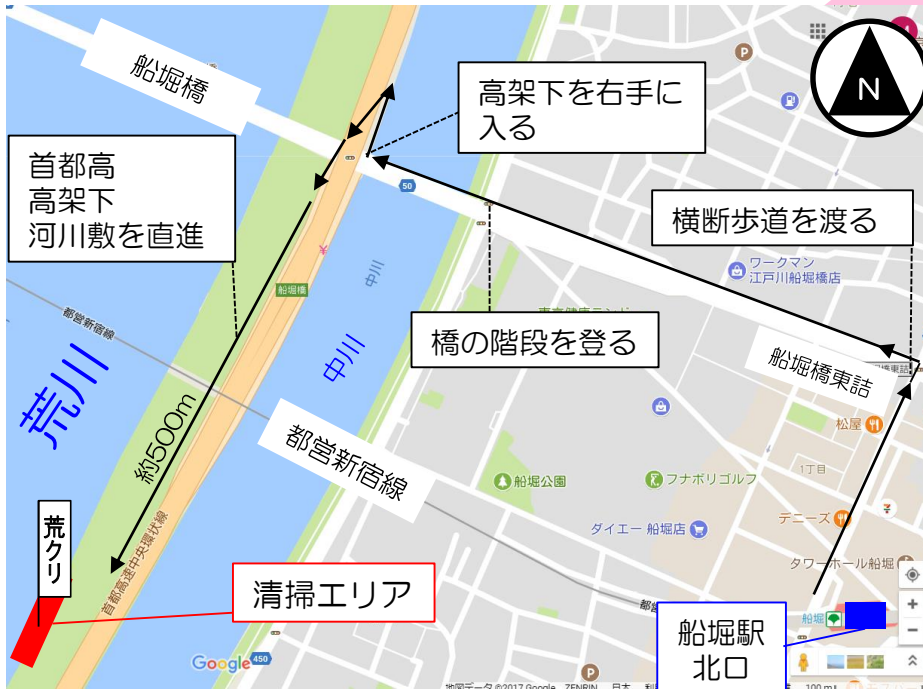 船堀橋
高架下を右手に
入る
N
首都高
高架下
河川敷を直進
50
横断歩道を渡る
ワークマン
江戸川船堀橋店
中川
船堀橋
都営新宿線
橋の階段を登る
中川
船堀橋東詰
荒川
松屋
約500m
都営新宿線
1丁目
船堀公園
フナボリゴルフ
デニーズ
ダイエー 船堀店
荒クリ
首都高速中央環状線
タワーホール船堀
清掃エリア
船堀
船堀駅
北口
Google
450
地図データ ©2017 Google、ZENRIN
日本
100 m